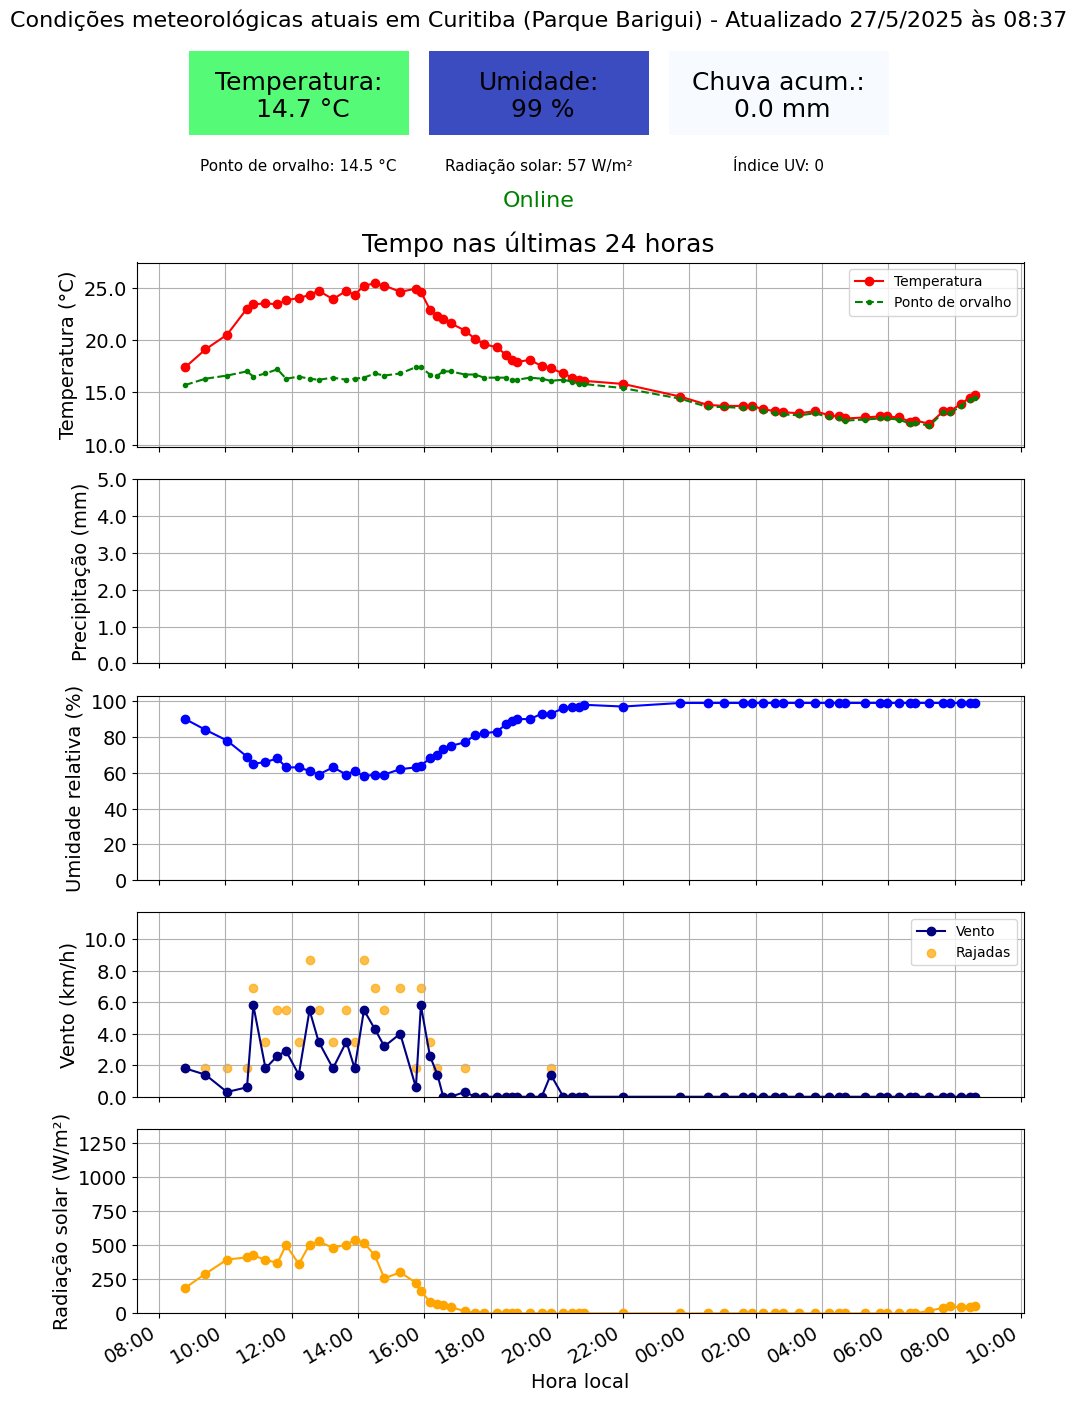 Condições meteorológicas atuais em Curitiba (Parque Barigui) - Atualizado 27/5/2025 às 08:37
Temperatura:
14.7 °C
Umidade:
99 %
Chuva acum.:
0.0 mm
Ponto de orvalho: 14.5 °C
Radiação solar: 57 W/m²
Índice UV: 0
Online
Tempo nas últimas 24 horas
Temperatura (°C)
25.0
20.0
15.0
10.0
Temperatura
Ponto de orvalho
Precipitação (mm)
5.0
4.0
3.0
2.0
1.0
0.0
Umidade relativa (%)
100
80
60
40
20
0
Vento (km/h)
10.0
8.0
6.0
4.0
2.0
0.0
Vento
Rajadas
Radiação solar (W/m²)
1250
1000
750
500
250
0
08:00
10:00
12:00
14:00
16:00
18:00
20:00
22:00
00:00
02:00
04:00
06:00
08:00
10:00
Hora local